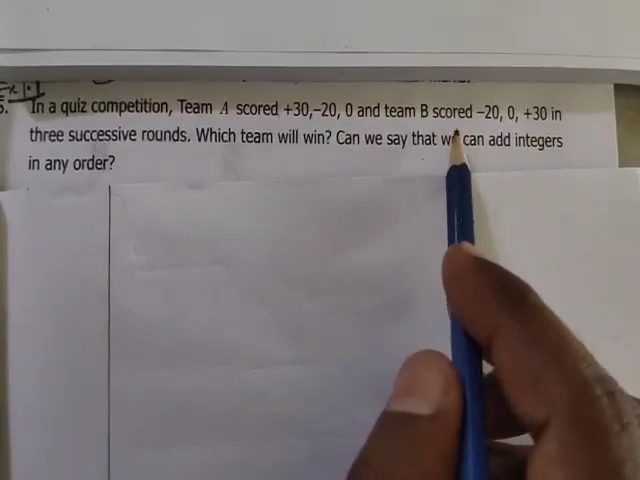 5. In a quiz competition, Team A scored +30,–20, 0 and team B scored –20, 0, +30 in
three successive rounds. Which team will win? Can we say that we can add integers
in any order?